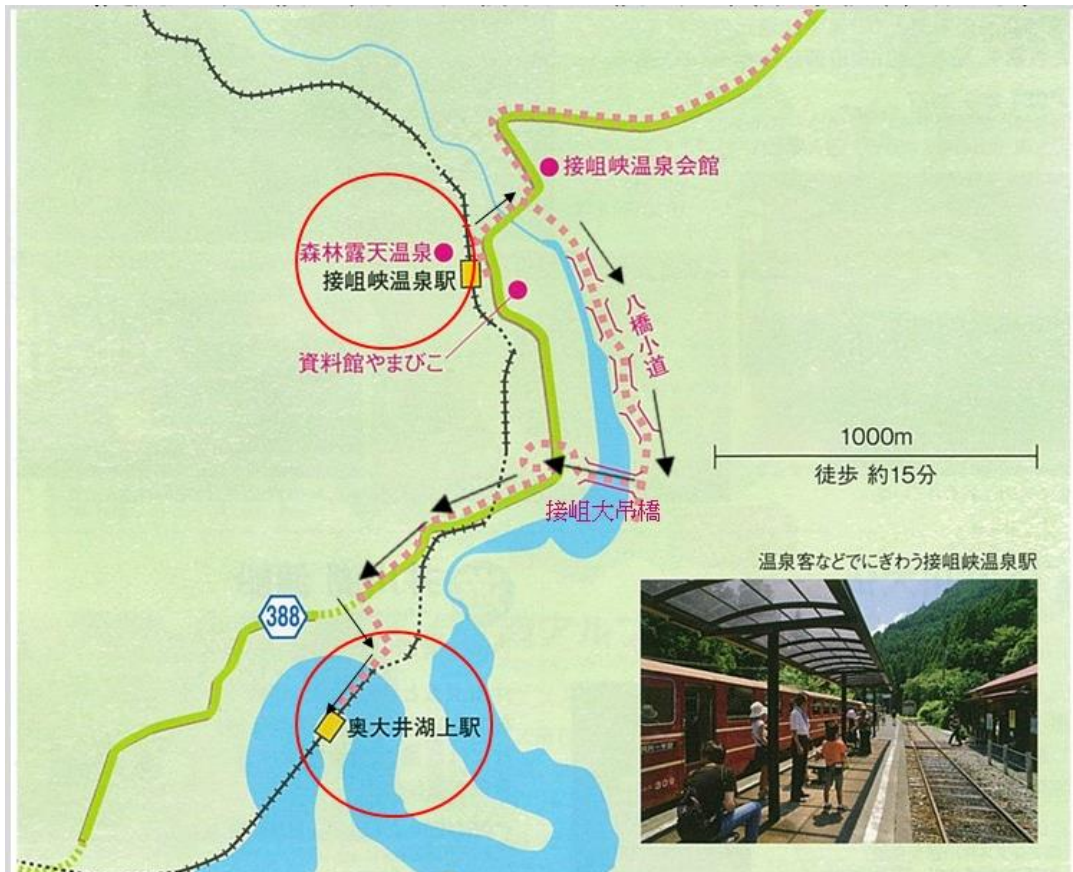 接岨峡温泉会館
森林露天温泉
接岨峡温泉駅
資料館やまびこ
八橋小道
1000m
徒歩 約15分
接岨大吊橋
温泉客などでにぎわう接岨峡温泉駅
388
奥大井湖上駅